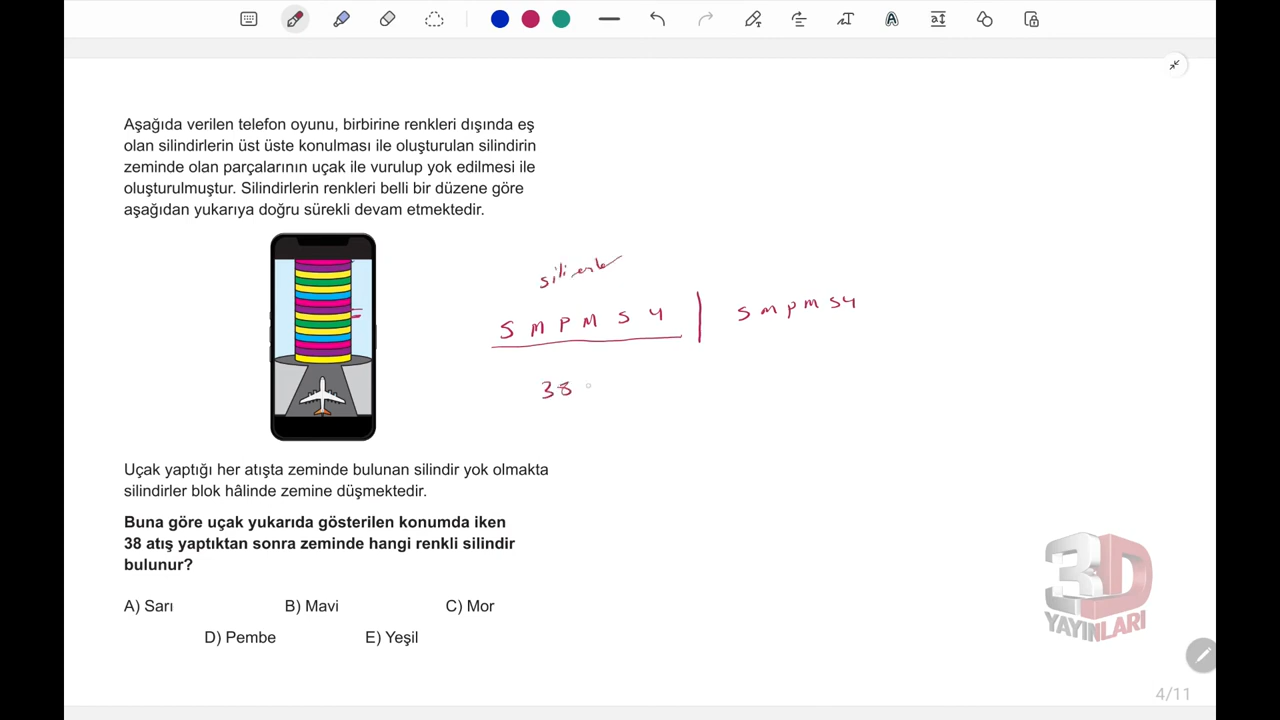 Aşağıda verilen telefon oyunu, birbirine renkleri dışında eş
olan silindirlerin üst üste konulması ile oluşturulan silindirin
zeminde olan parçalarının uçak ile vurulup yok edilmesi ile
oluşturulmuştur. Silindirlerin renkleri belli bir düzene göre
aşağıdan yukarıya doğru sürekli devam etmektedir.
S M P M S Y | S M P M S Y
38
Uçak yaptığı her atışta zeminde bulunan silindir yok olmakta
silindirler blok hâlinde zemine düşmektedir.
Buna göre uçak yukarıda gösterilen konumda iken
38 atış yaptıktan sonra zeminde hangi renkli silindir
bulunur?
A) Sarı B) Mavi C) Mor
D) Pembe E) Yeşil
3D
YAYINLARI
4/11